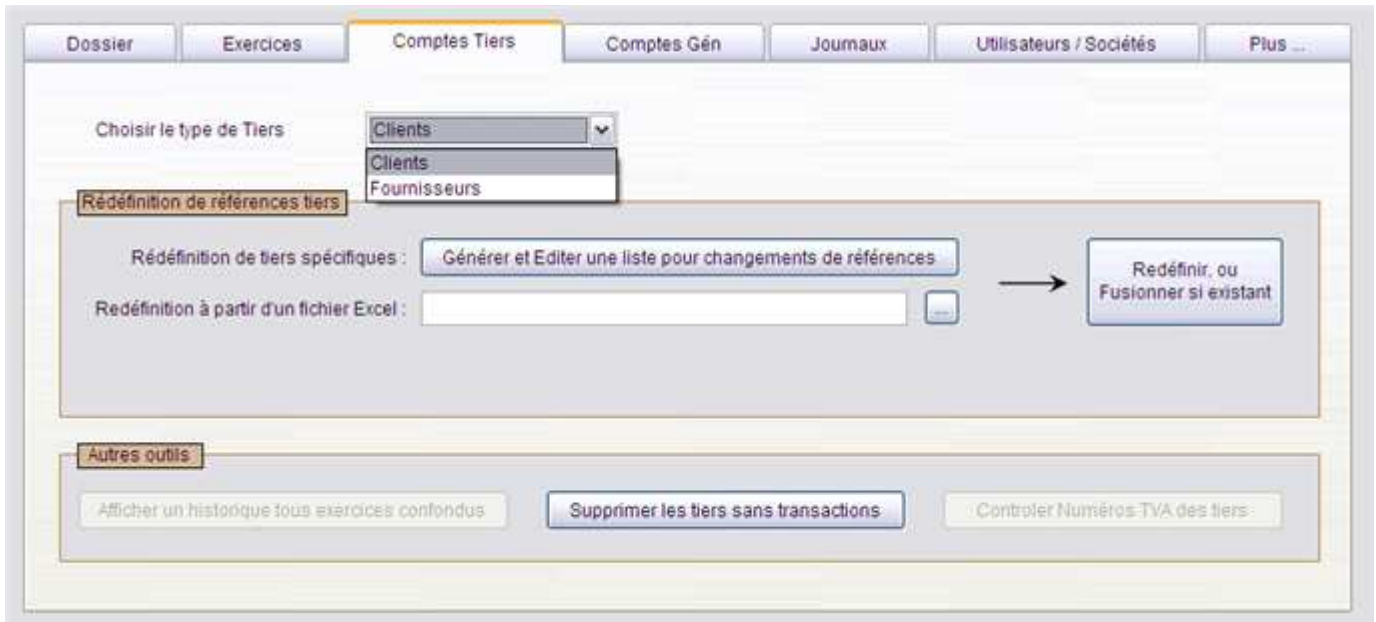 Dossier Exercices Comptes Tiers Comptes Gén Journaux Utilisateurs / Sociétés Plus ...
Choisir le type de Tiers Clients
Clients
Fournisseurs
Rédéfinition de références tiers
Rédéfinition de tiers spécifiques : Générer et Editer une liste pour changements de références
Redéfinir, ou
Fusionner si existant
Redéfinition à partir d'un fichier Excel : ...
Autres outils
Afficher un historique tous exercices confondus Supprimer les tiers sans transactions Controler Numéros TVA des tiers